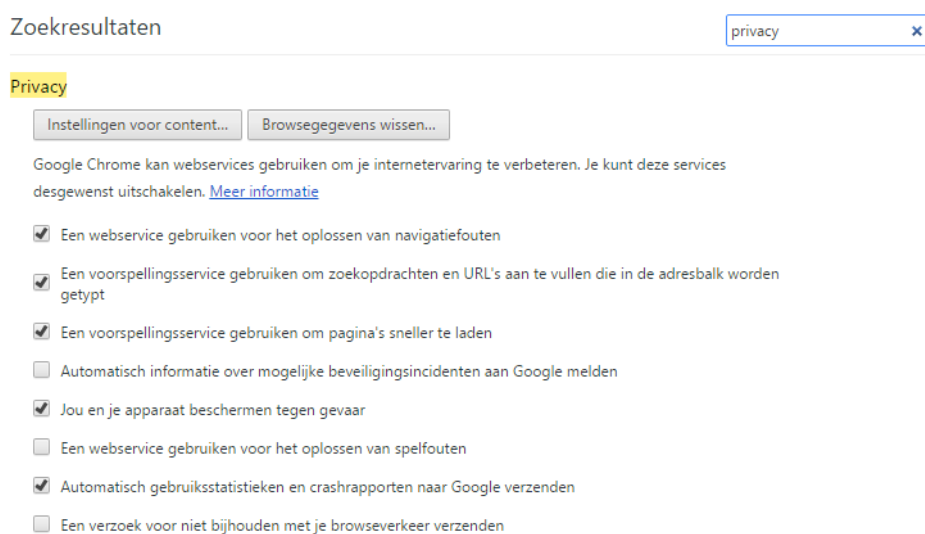 Zoekresultaten
privacy
Privacy
Instellingen voor content... Browsegegevens wissen...
Google Chrome kan webservices gebruiken om je internetervaring te verbeteren. Je kunt deze services
desgewenst uitschakelen. Meer informatie
Een webservice gebruiken voor het oplossen van navigatiefouten
Een voorspellingsservice gebruiken om zoekopdrachten en URL's aan te vullen die in de adresbalk worden
getypt
Een voorspellingsservice gebruiken om pagina's sneller te laden
Automatisch informatie over mogelijke beveiligingsincidenten aan Google melden
Jou en je apparaat beschermen tegen gevaar
Een webservice gebruiken voor het oplossen van spelfouten
Automatisch gebruiksstatistieken en crashrapporten naar Google verzenden
Een verzoek voor niet bijhouden met je browseverkeer verzenden